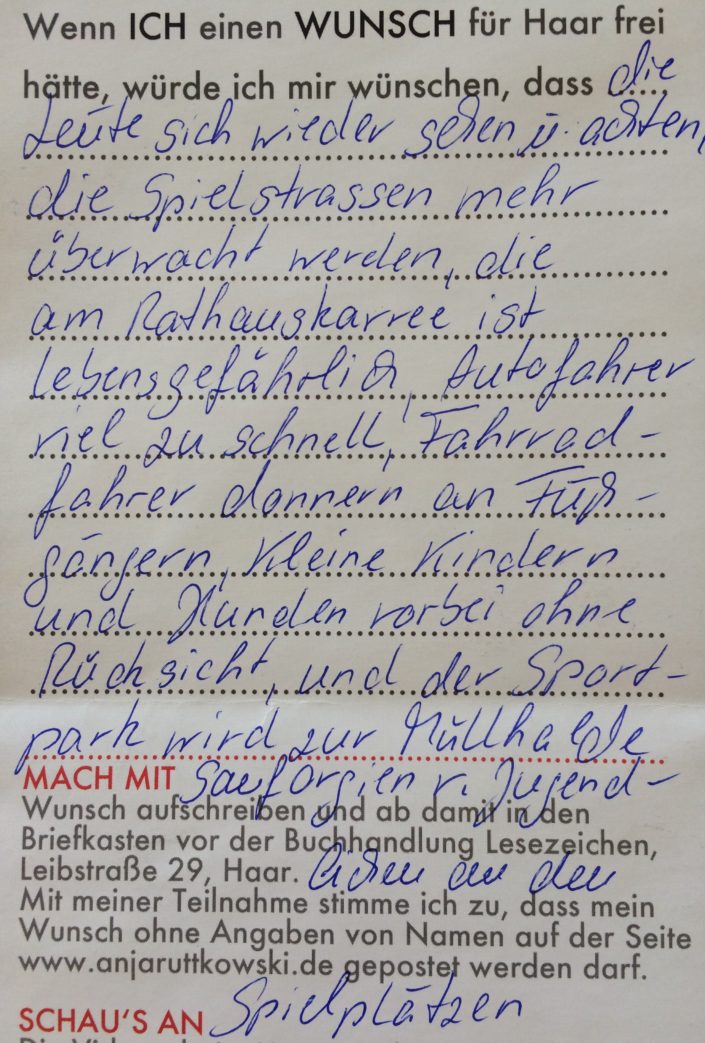 Wenn ICH einen WUNSCH für Haar frei
hätte, würde ich mir wünschen, dass die
Leute sich wieder sehen u. achten,
die Spielstrassen mehr
überwacht werden, die
am Rathauskarree ist
lebensgefährlich, Autofahrer
viel zu schnell, Fahrrad-
fahrer donnern an Fuß-
gängern, kleine Kindern
und Hunden vorbei ohne
Rücksicht, und der Sport-
park wird zur Müllhalde
MACH MIT Sauforgien v. Jugend-
Wunsch aufschreiben und ab damit in den
Briefkasten vor der Buchhandlung Lesezeichen,
Leibstraße 29, Haar. lichen an den
Mit meiner Teilnahme stimme ich zu, dass mein
Wunsch ohne Angaben von Namen auf der Seite
www.anjaruttkowski.de gepostet werden darf.
SCHAU'S AN Spielplätzen